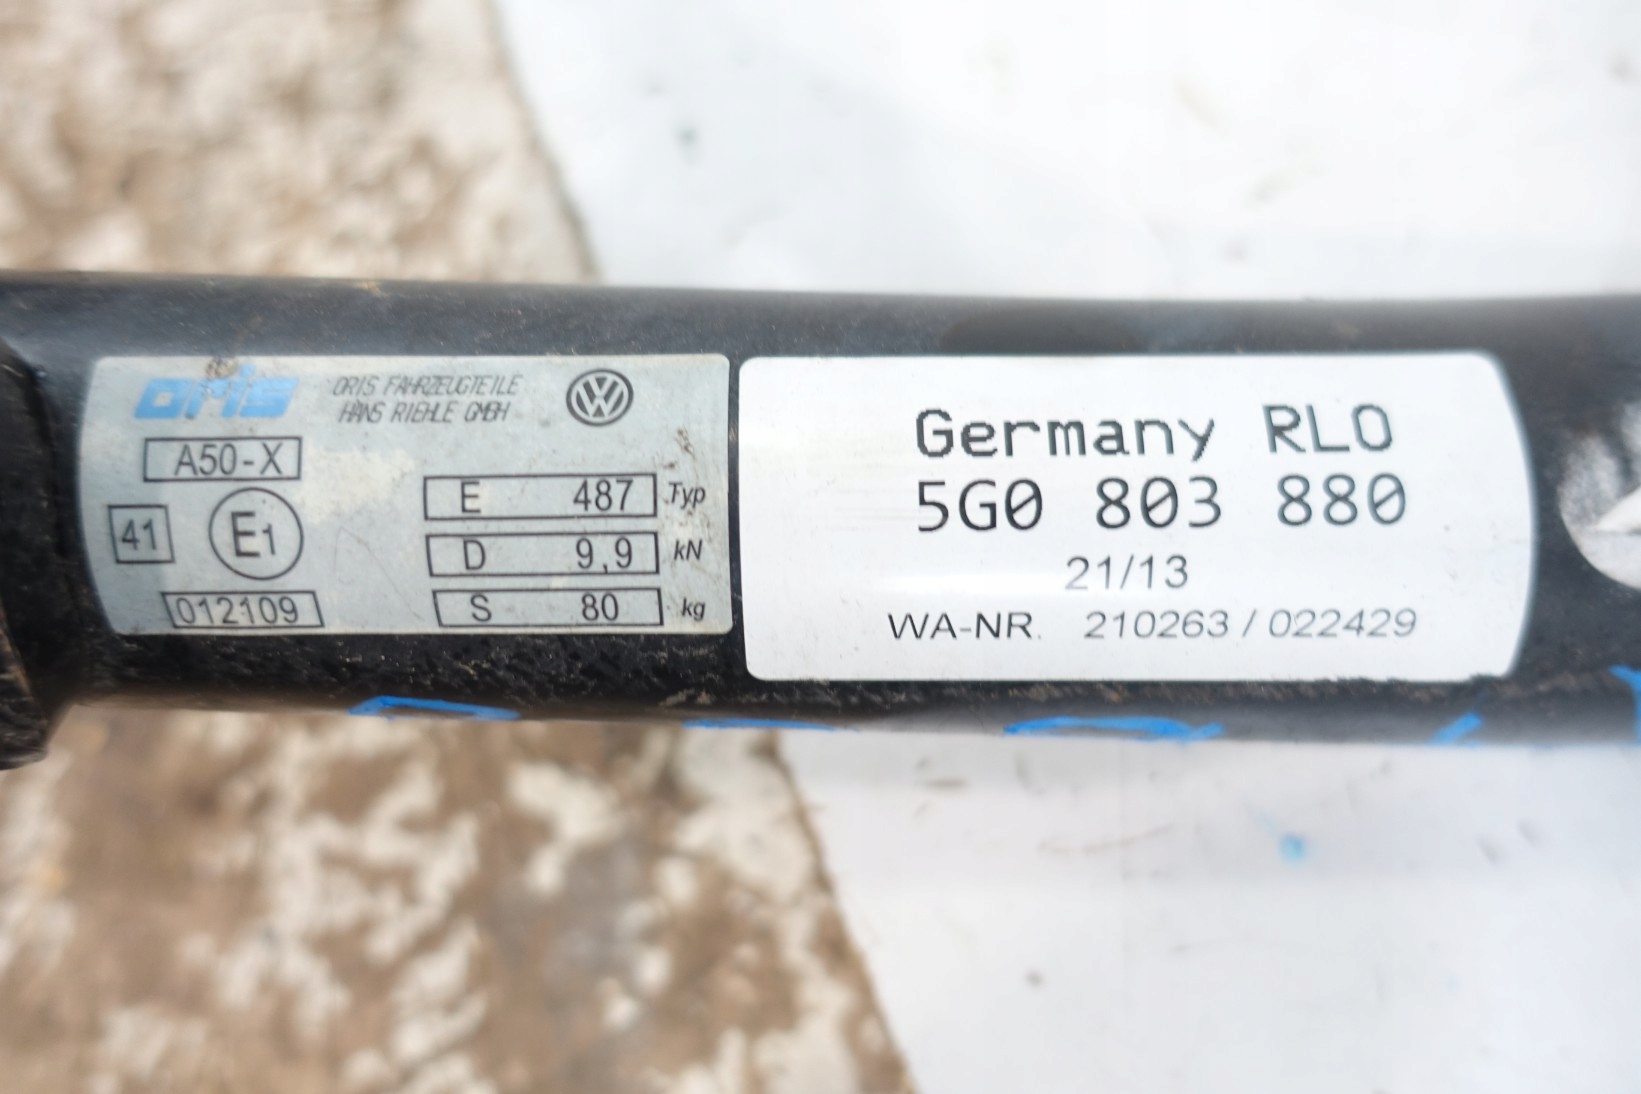 oris
ORIS FAHRZEUGTEILE
HANS RIEHLE GMBH
A50-X
41
E1
012109
E 487 Typ
D 9,9 kN
S 80 kg
Germany RLO
5G0 803 880
21/13
WA-NR. 210263 / 022429